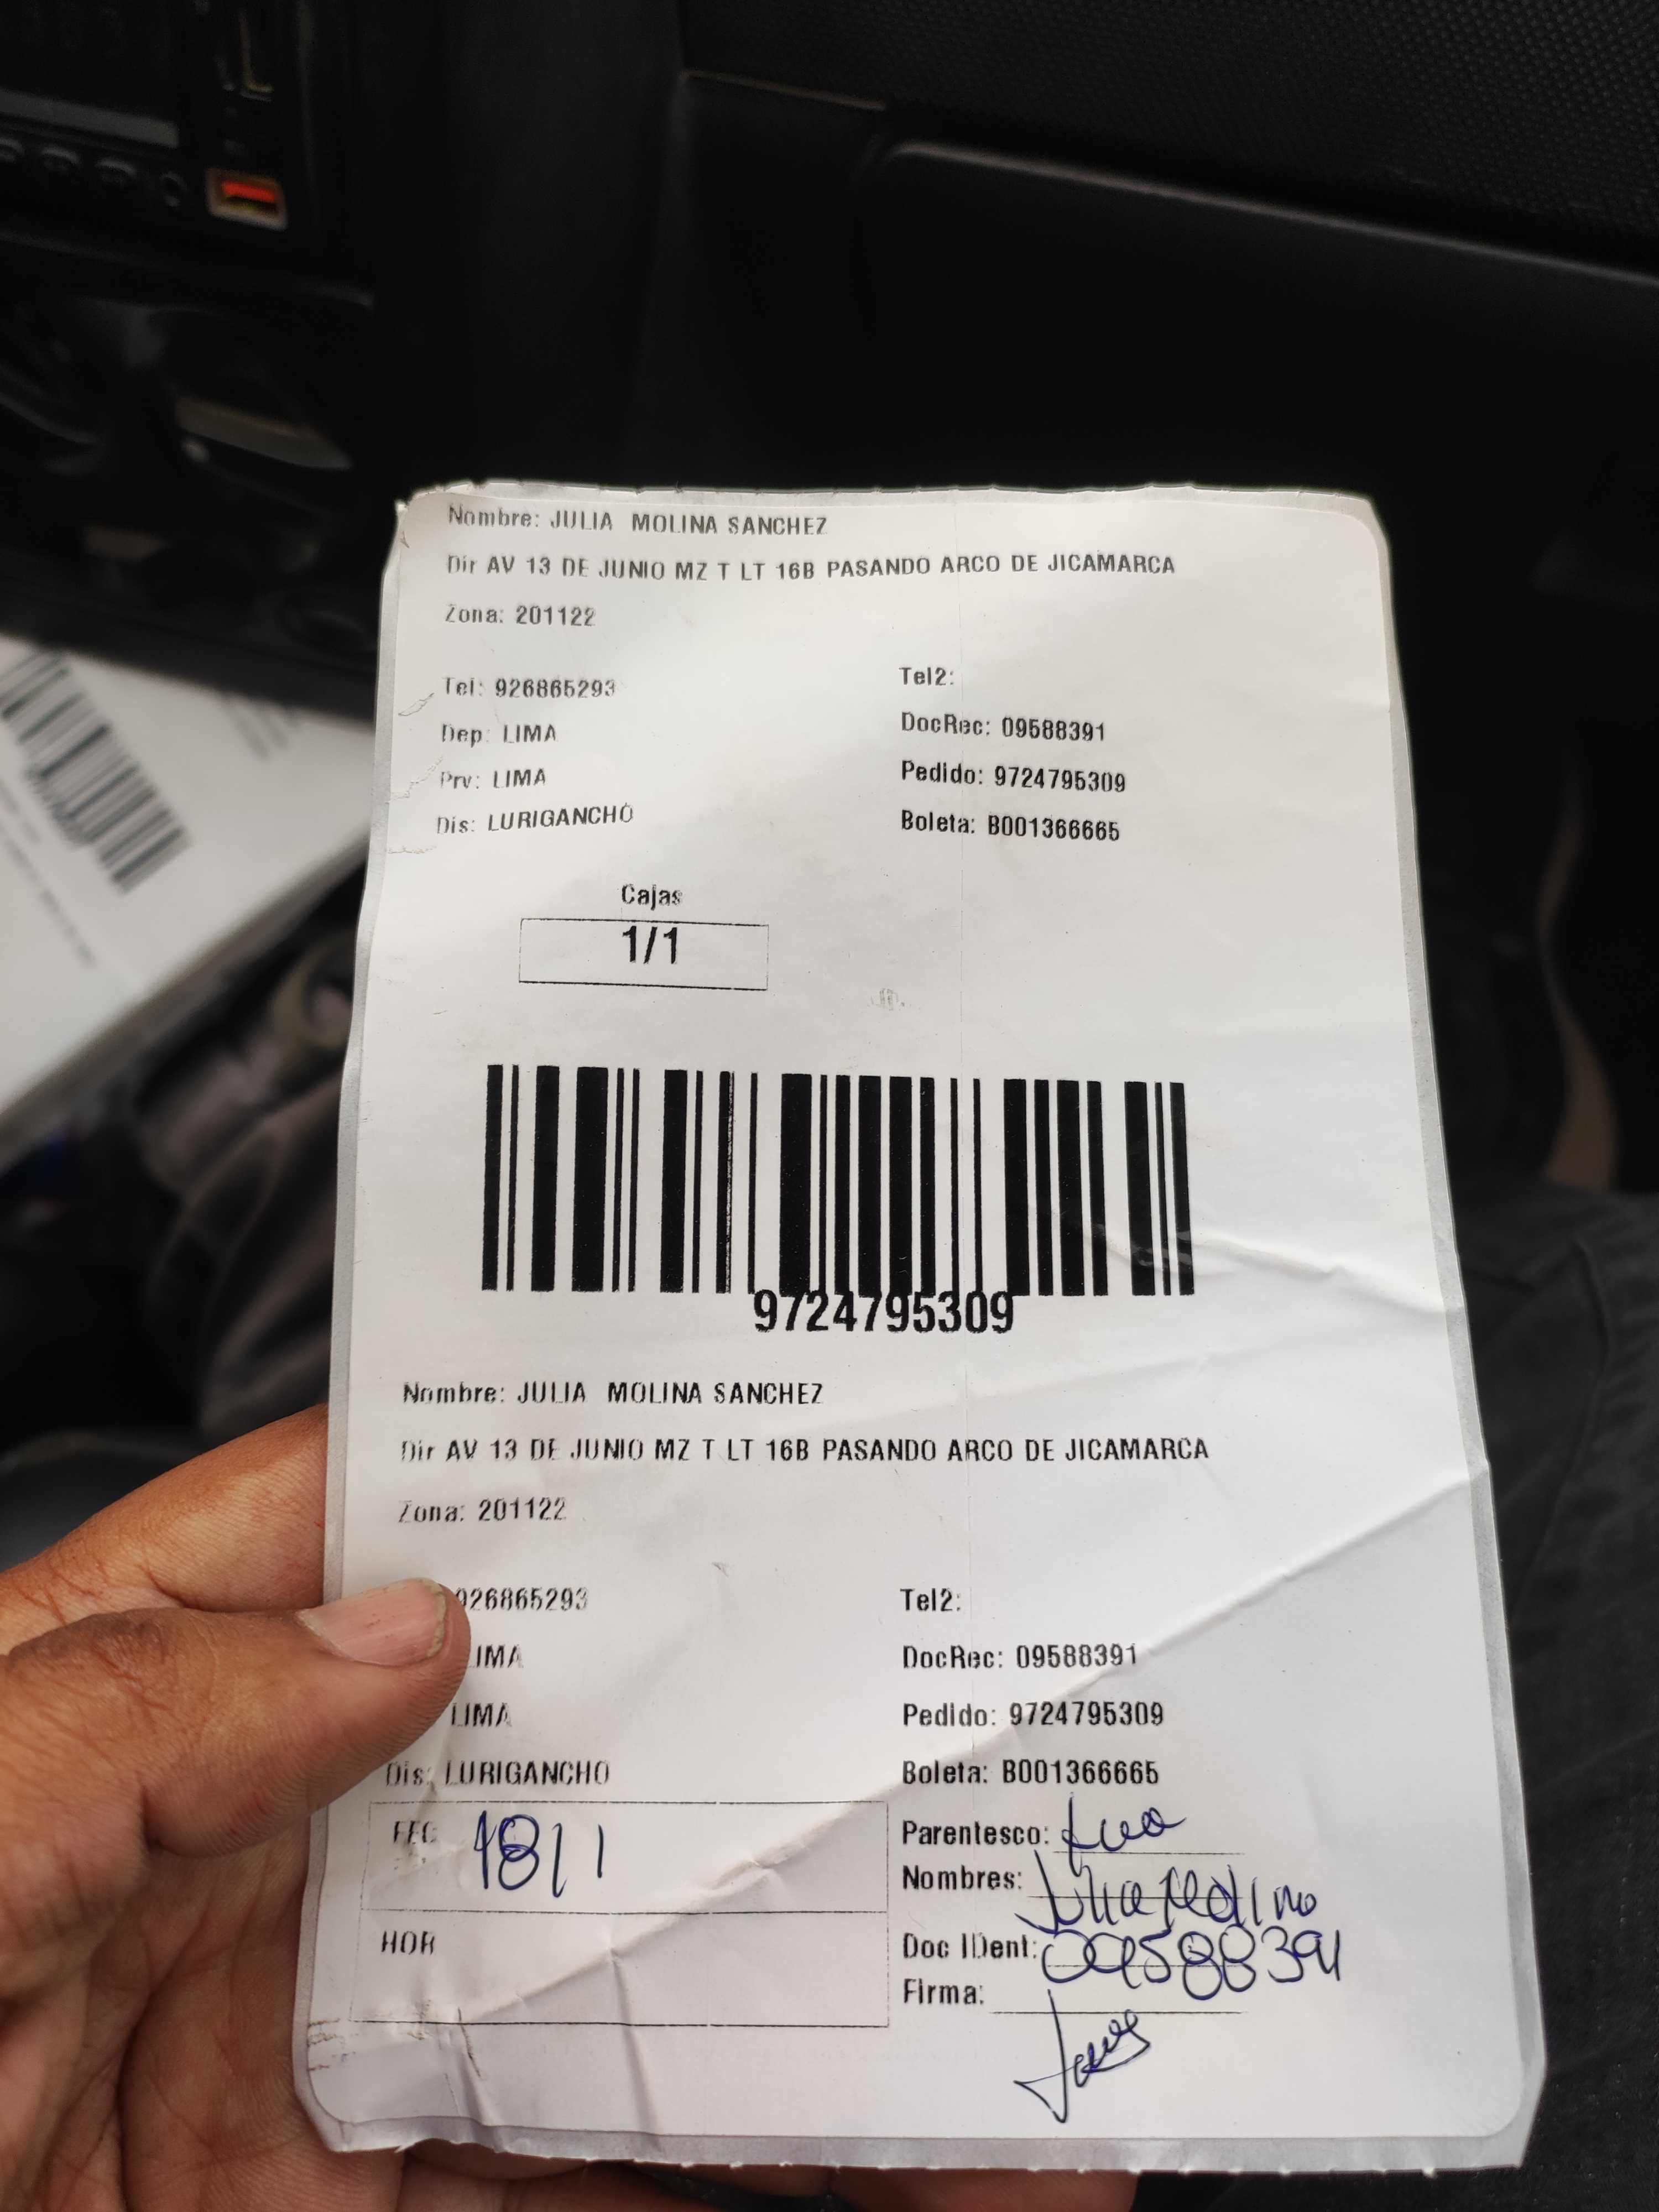 Nombre: JULIA MOLINA SANCHEZ
Dir AV 13 DE JUNIO MZ T LT 16B PASANDO ARCO DE JICAMARCA
Zona: 201122
Tel: 926865293 Tel2:
Dep: LIMA DocRec: 09588391
Prv: LIMA Pedido: 9724795309
Dis: LURIGANCHO Boleta: B001366665
Cajas
1/1
9724795309
Nombre: JULIA MOLINA SANCHEZ
Dir AV 13 DE JUNIO MZ T LT 16B PASANDO ARCO DE JICAMARCA
Zona: 201122
926865293 Tel2:
LIMA DocRec: 09588391
LIMA Pedido: 9724795309
Dis: LURIGANCHO Boleta: B001366665
FEC 18/1 Parentesco:
Nombres: Julia
HOR Doc IDent: 09588391
Firma: